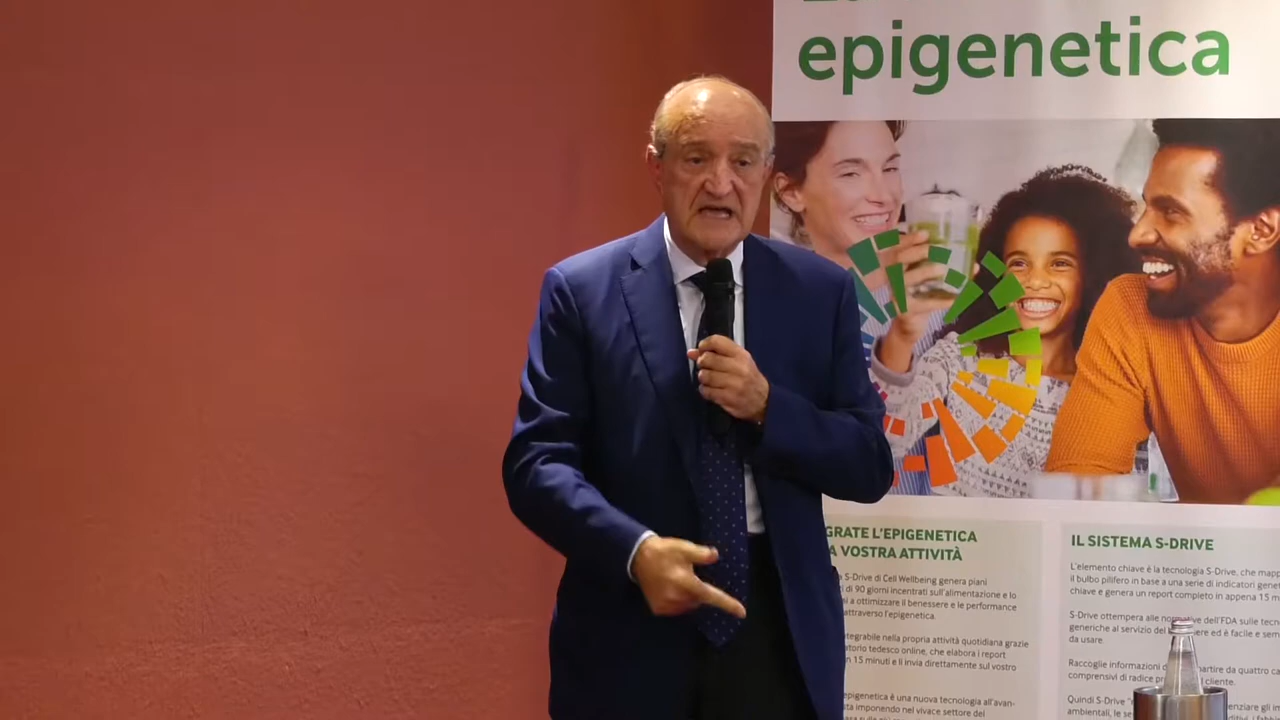 epigenetica
GRATE L'EPIGENETICA
A VOSTRA ATTIVITÀ
S-Drive di Cell Wellbeing genera piani
di 90 giorni incentrati sull'alimentazione e lo
a ottimizzare il benessere e le performance
attraverso l'epigenetica.
integrabile nella propria attività quotidiana grazie
tedesco online, che elabora i report
in 15 minuti e li invia direttamente sul vostro
epigenetica è una nuova tecnologia all'avan-
imponendo nel vivace settore del
IL SISTEMA S-DRIVE
L'elemento chiave è la tecnologia S-Drive, che mapp
il bulbo pilifero in base a una serie di indicatori genet
chiave e genera un report completo in appena 15 m
S-Drive ottempera alle normative dell'FDA sulle tecn
generiche al servizio del ere ed è facile e sem
da usare.
Raccoglie informazioni partire da quattro ca
comprensivi di radice cliente.
Quindi S-Drive enziare gli im
ambientali, le